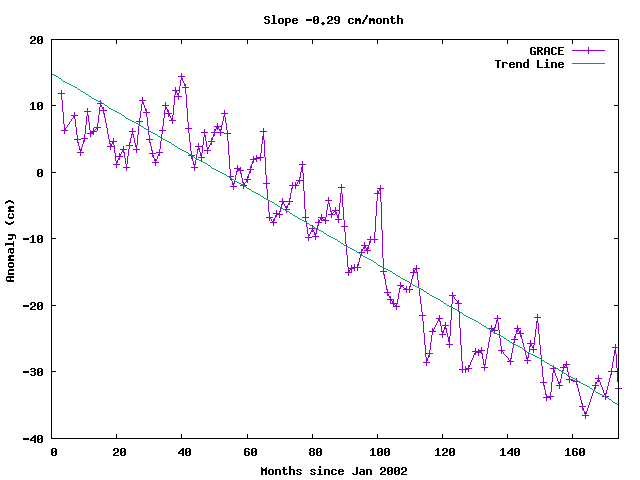 Slope -0.29 cm/month
GRACE
Trend Line
20
10
0
-10
-20
-30
-40
Anomaly (cm)
0 20 40 60 80 100 120 140 160
Months since Jan 2002